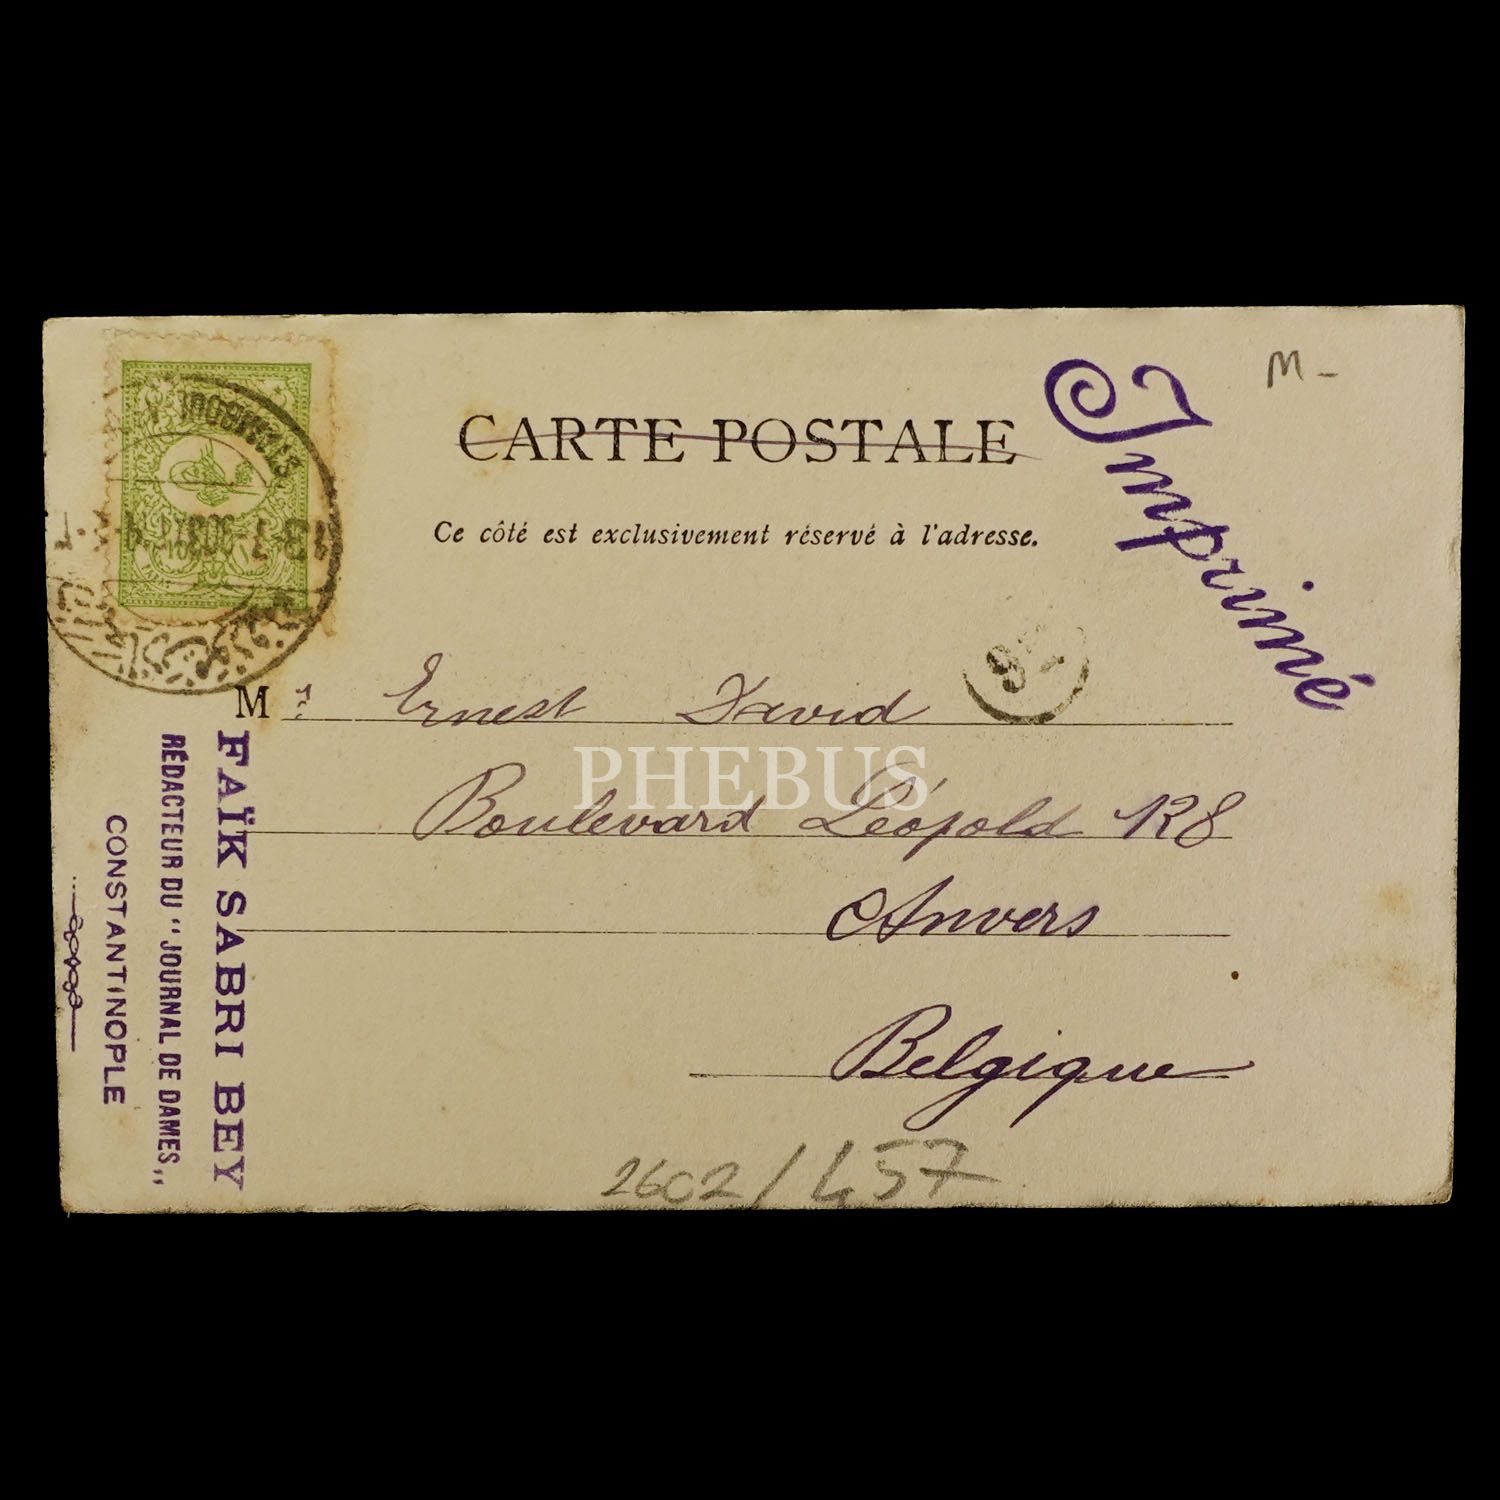 CARTE POSTALE
Ce côté est exclusivement réservé à l'adresse.
Imprimé
M -
STAMBOUL
M r. Ernest David
Boulevard Léopold 128
Anvers
Belgique
PHEBUS
FAÏK SABRI BEY
RÉDACTEUR DU "JOURNAL DE DAMES,,
CONSTANTINOPLE
2602/457